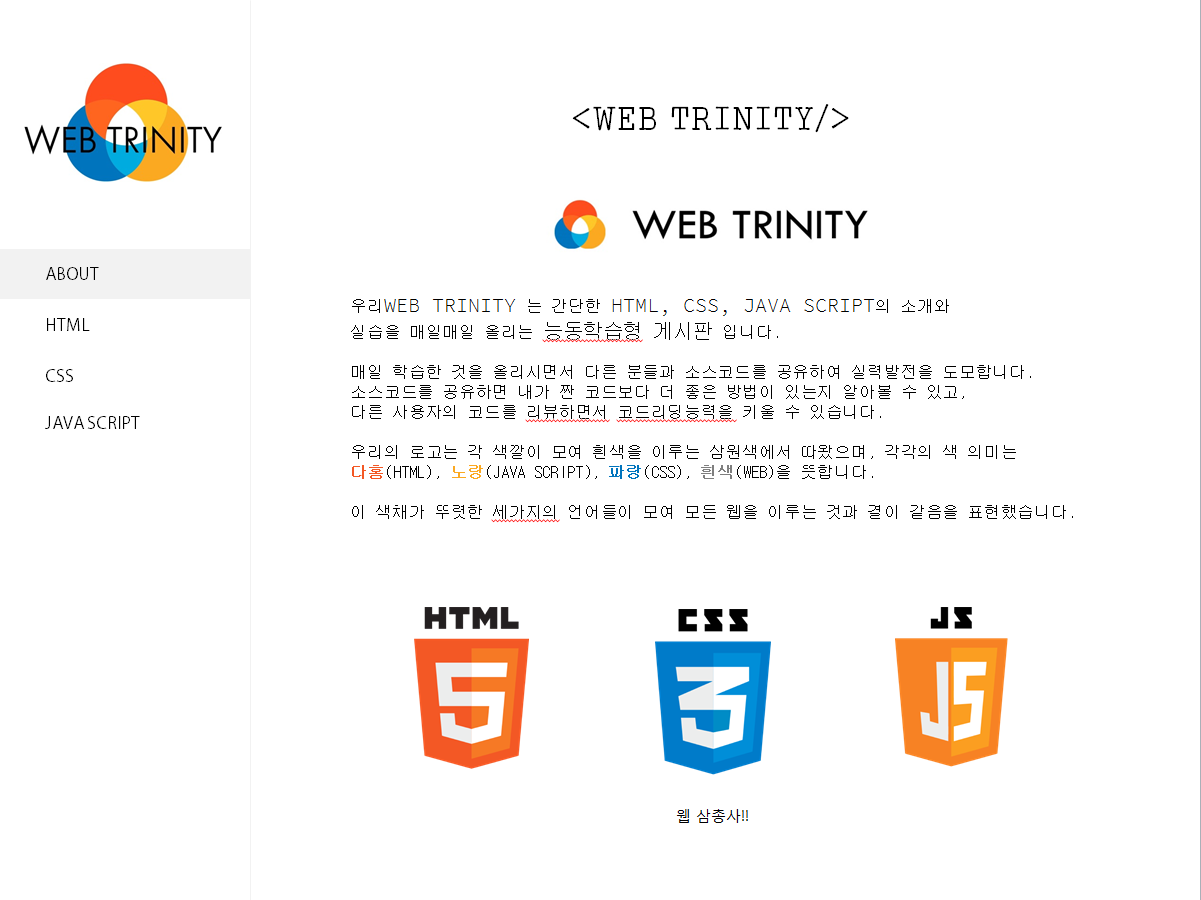 WEB TRINITY
ABOUT
HTML
CSS
JAVA SCRIPT
<WEB TRINITY/>
WEB TRINITY
우리WEB TRINITY 는 간단한 HTML, CSS, JAVA SCRIPT의 소개와
실습을 매일매일 올리는 능동학습형 게시판 입니다.
매일 학습한 것을 올리시면서 다른 분들과 소스코드를 공유하여 실력발전을 도모합니다.
소스코드를 공유하면 내가 짠 코드보다 더 좋은 방법이 있는지 알아볼 수 있고,
다른 사용자의 코드를 리뷰하면서 코드리딩능력을 키울 수 있습니다.
우리의 로고는 각 색깔이 모여 흰색을 이루는 삼원색에서 따왔으며, 각각의 색 의미는
다홍(HTML), 노랑(JAVA SCRIPT), 파랑(CSS), 흰색(WEB)을 뜻합니다.
이 색채가 뚜렷한 세가지의 언어들이 모여 모든 웹을 이루는 것과 결이 같음을 표현했습니다.
HTML
CSS
JS
5
3
JS
웹 삼총사!!